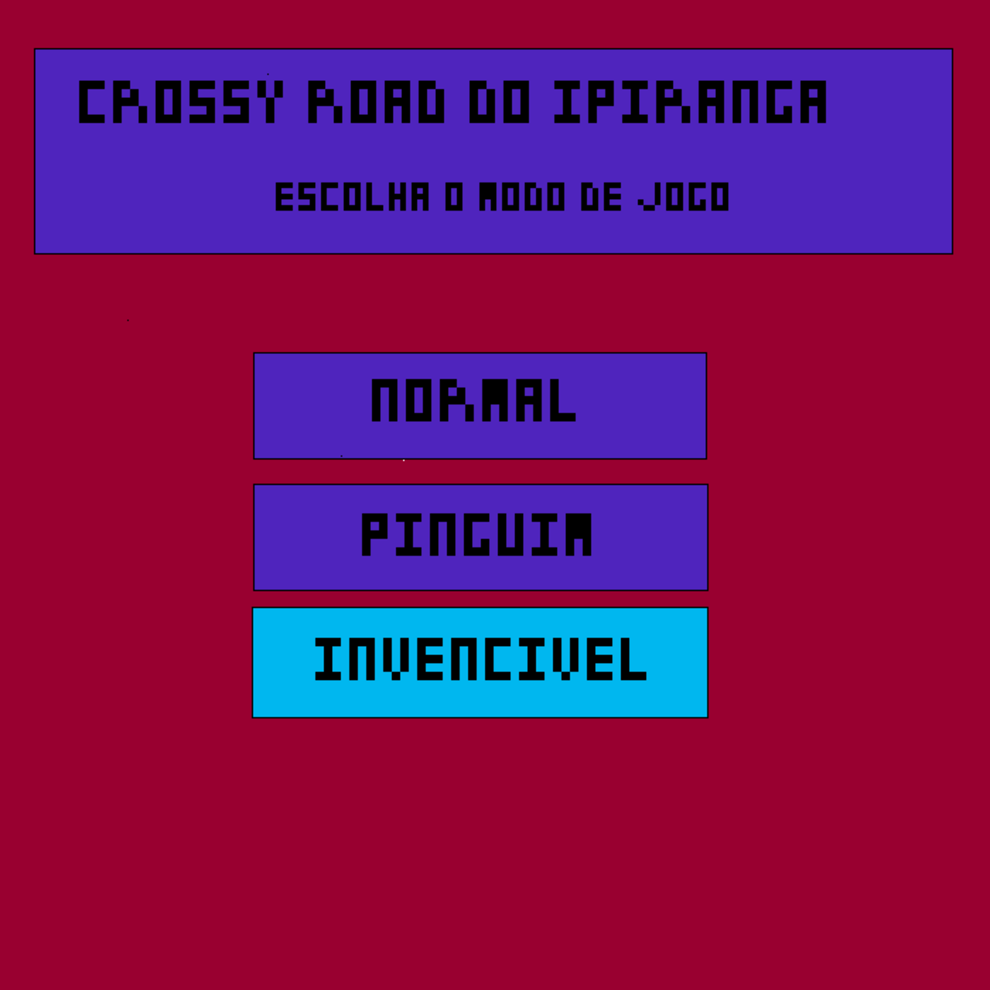 CROSSY ROAD DO IPIRANGA
ESCOLHA O MODO DE JOGO
NORMAL
PINGUIM
INVENCIVEL